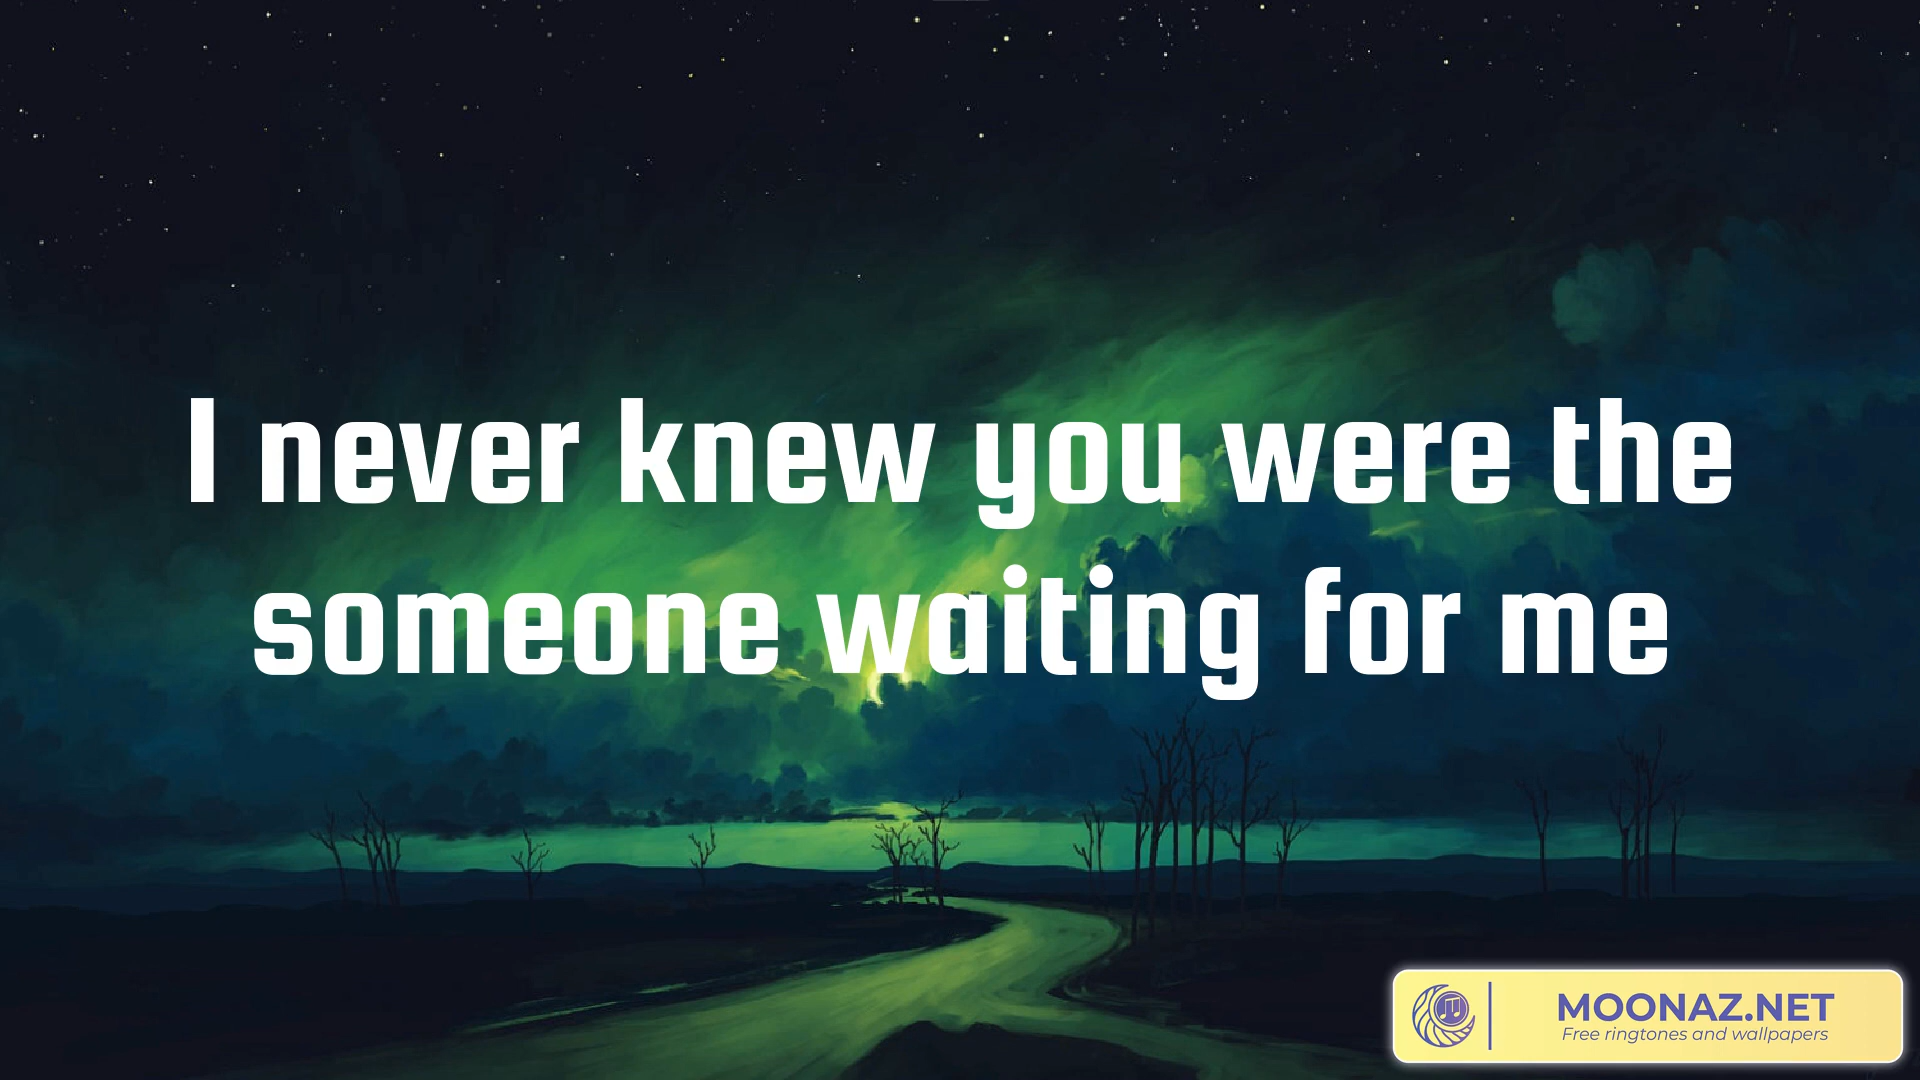 I never knew you were the
someone waiting for me
MOONAZ.NET
Free ringtones and wallpapers